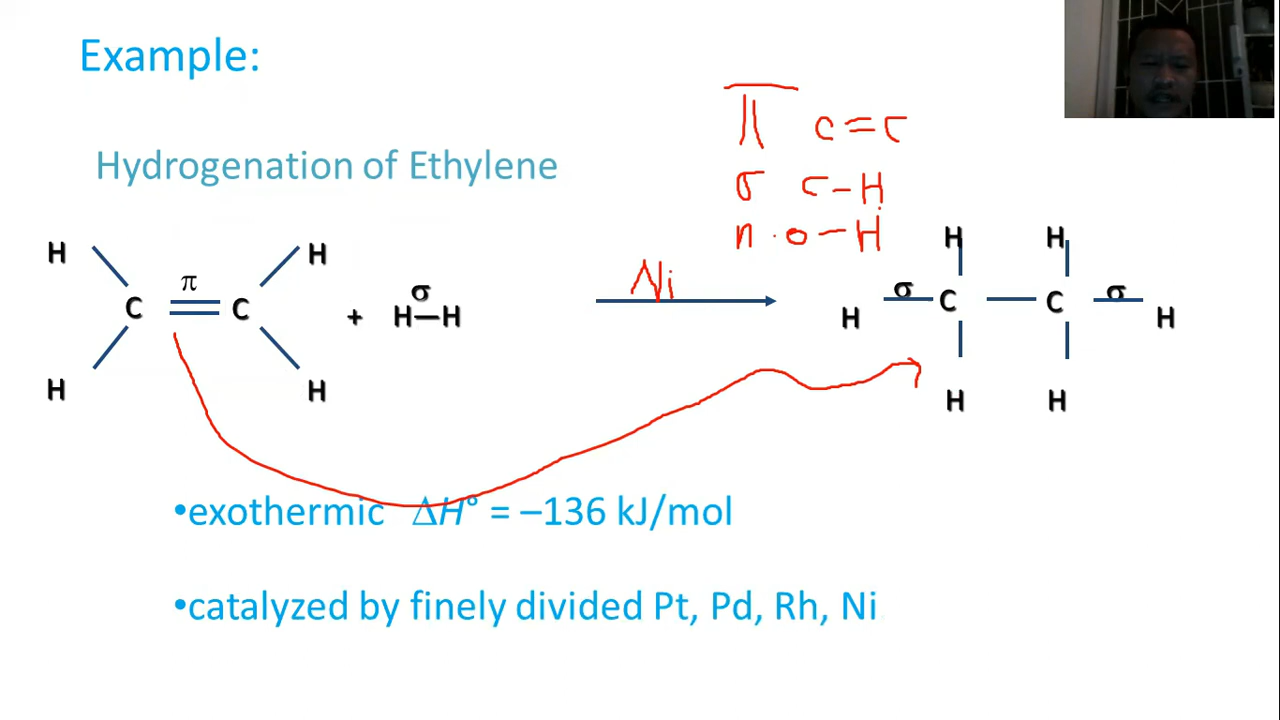 Example:
π c=c
Hydrogenation of Ethylene
σ c-H
n o-H
H H H H
π Ni
C C + H—H H σ C C σ H
σ
H H H H
•exothermic ΔH° = –136 kJ/mol
•catalyzed by finely divided Pt, Pd, Rh, Ni